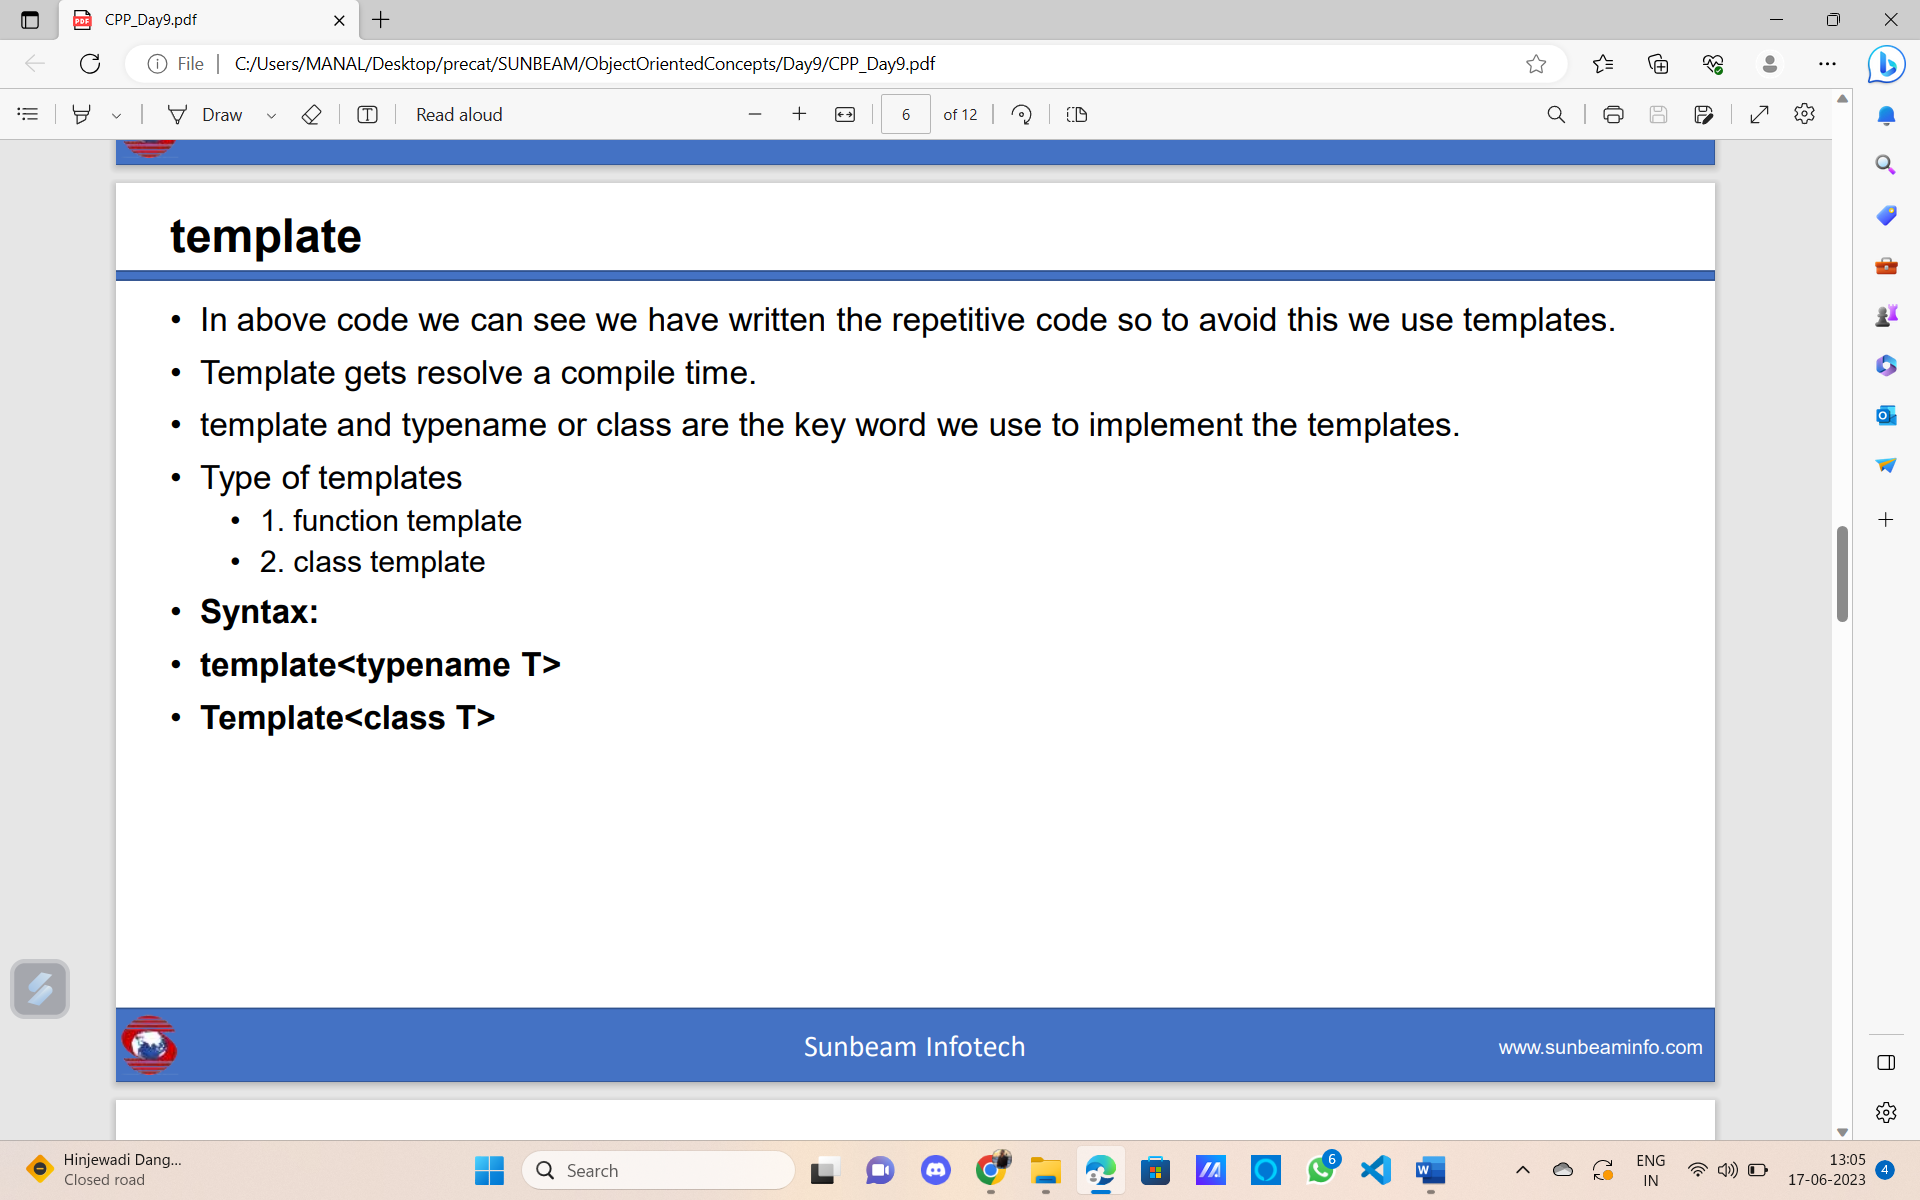 CPP_Day9.pdf
File
C:/Users/MANAL/Desktop/precat/SUNBEAM/ObjectOrientedConcepts/Day9/CPP_Day9.pdf
Draw
Read aloud
6 of 12
template
• In above code we can see we have written the repetitive code so to avoid this we use templates.
• Template gets resolve a compile time.
• template and typename or class are the key word we use to implement the templates.
• Type of templates
• 1. function template
• 2. class template
• Syntax:
• template<typename T>
• Template<class T>
Sunbeam Infotech
www.sunbeaminfo.com
Hinjewadi Dang...
Closed road
Search
6
ENG
IN
13:05
17-06-2023
4